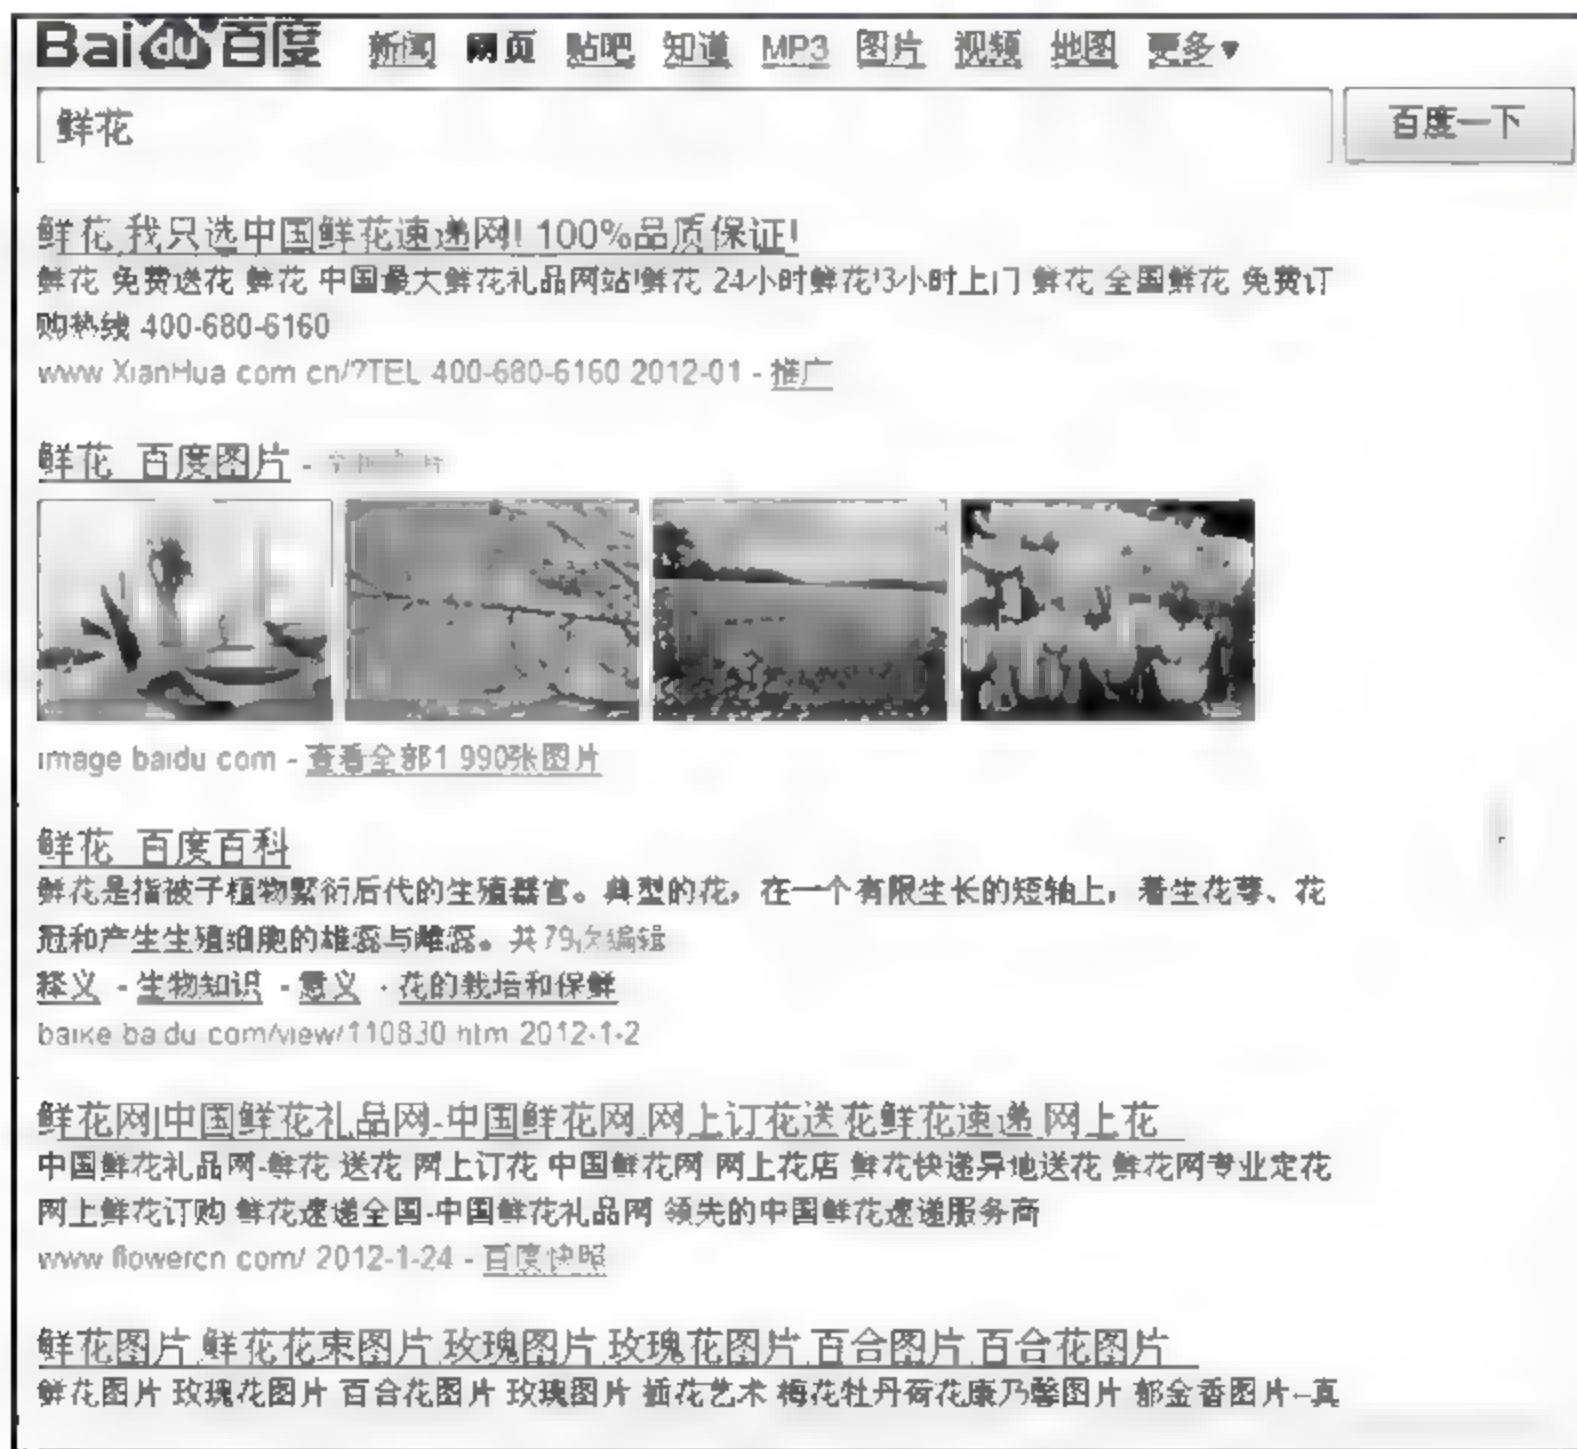 Bai du 百度 新闻 网页 贴吧 知道 MP3 图片 视频 地图 更多▼
鲜花 百度一下
鲜花,我只选中国鲜花速递网! 100%品质保证!
鲜花 免费送花 鲜花 中国最大鲜花礼品网站!鲜花 24小时鲜花!3小时上门 鲜花 全国鲜花 免费订
购热线 400-680-6160
www XianHua com cn/?TEL 400-680-6160 2012-01 - 推广
鲜花_百度图片 -
image baidu com - 查看全部1 990张图片
鲜花_百度百科
鲜花是指被子植物繁衍后代的生殖器官。典型的花，在一个有限生长的短轴上，着生花萼、花
冠和产生生殖细胞的雄蕊与雌蕊。共79次编辑
释义 - 生物知识 - 意义 - 花的栽培和保鲜
baike baidu com/view/110830 htm 2012-1-2
鲜花网|中国鲜花礼品网-中国鲜花网,网上订花送花鲜花速递,网上花
中国鲜花礼品网-鲜花 送花 网上订花 中国鲜花网 网上花店 鲜花快递异地送花 鲜花网专业定花
网上鲜花订购 鲜花速递全国-中国鲜花礼品网 领先的中国鲜花速递服务商
www flowercn com/ 2012-1-24 - 百度快照
鲜花图片,鲜花花束图片,玫瑰图片,玫瑰花图片,百合图片,百合花图片
鲜花图片 玫瑰花图片 百合花图片 玫瑰图片 插花艺术 梅花牡丹荷花康乃馨图片 郁金香图片--真